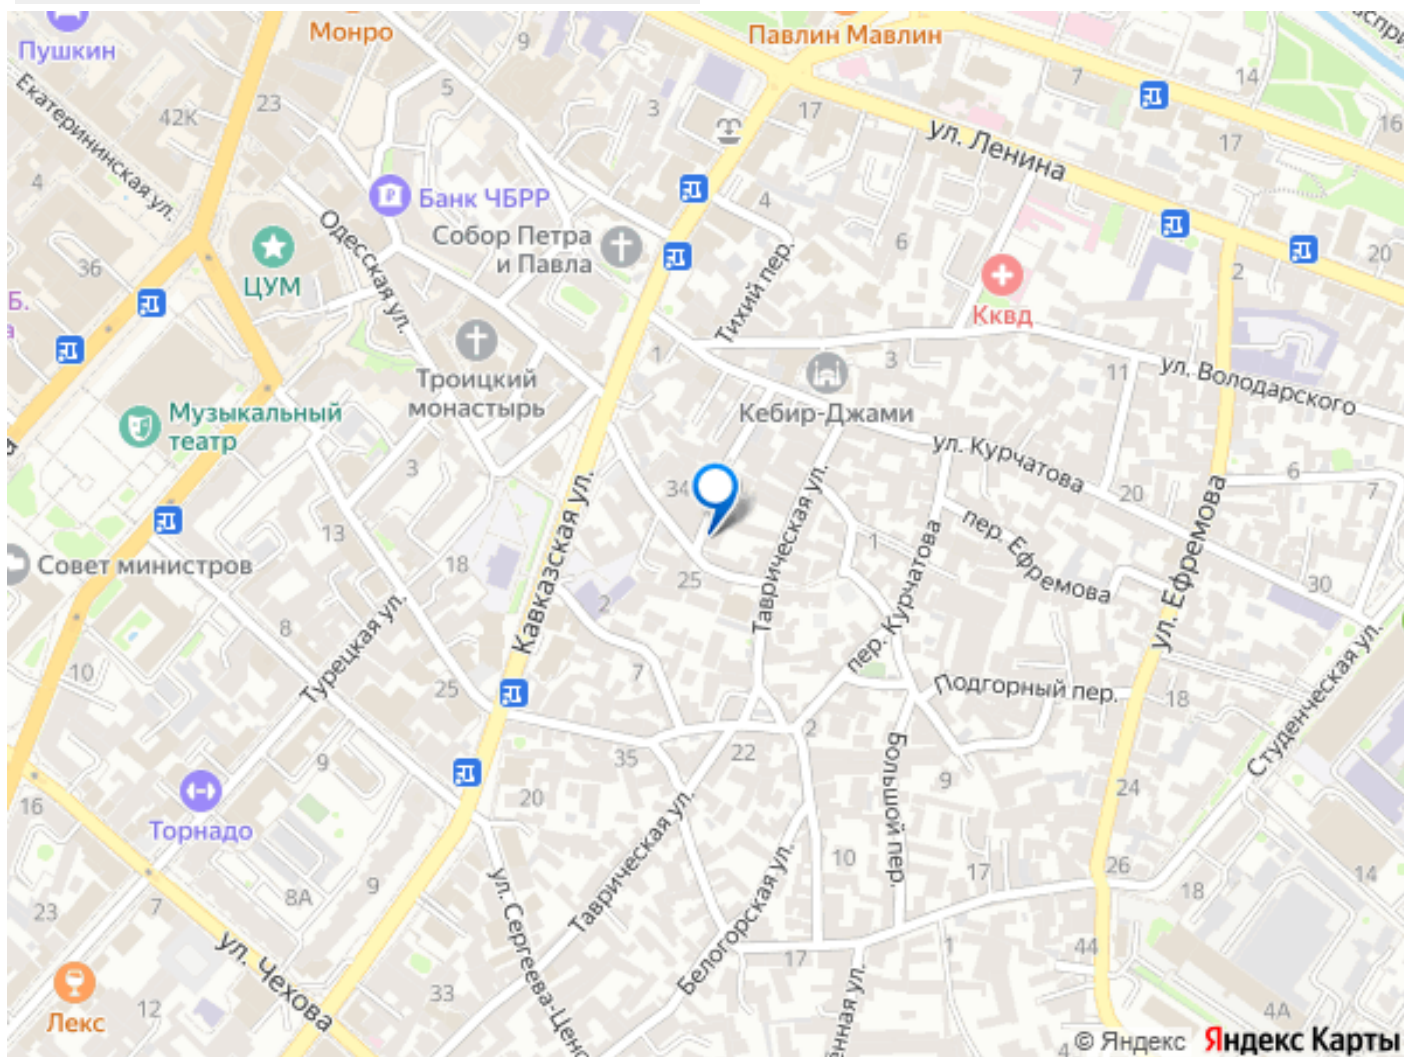 Пушкин
Монро
9
Павлин Мавлин
7
14
16
Екатерининская ул.
42К
23
5
3
17
ул. Ленина
17
4
Банк ЧБРР
Собор Петра
и Павла
4
6
Тихий пер.
Кквд
2
20
36
ЦУМ
Одесская ул.
Б.
а
Троицкий
монастырь
1
3
Кебир-Джами
11
ул. Володарского
Музыкальный
театр
3
34
ул. Курчатова
20
6
7
13
18
Совет министров
Кавказская ул.
25
Таврическая ул.
1
пер. Курчатова
пер. Ефремова
ул. Ефремова
30
2
8
Турецкая ул.
10
25
7
Подгорный пер.
18
Студенческая ул.
35
22
2
Большой пер.
9
9
16
Торнадо
20
24
Таврическая ул.
10
17
26
18
14
8А
9
23
7
ул. Чехова
ул. Сергеева-Ценс
Белогорская ул.
17
1
44
12
33
Лекс
нная ул.
4А
© Яндекс
Яндекс Карты